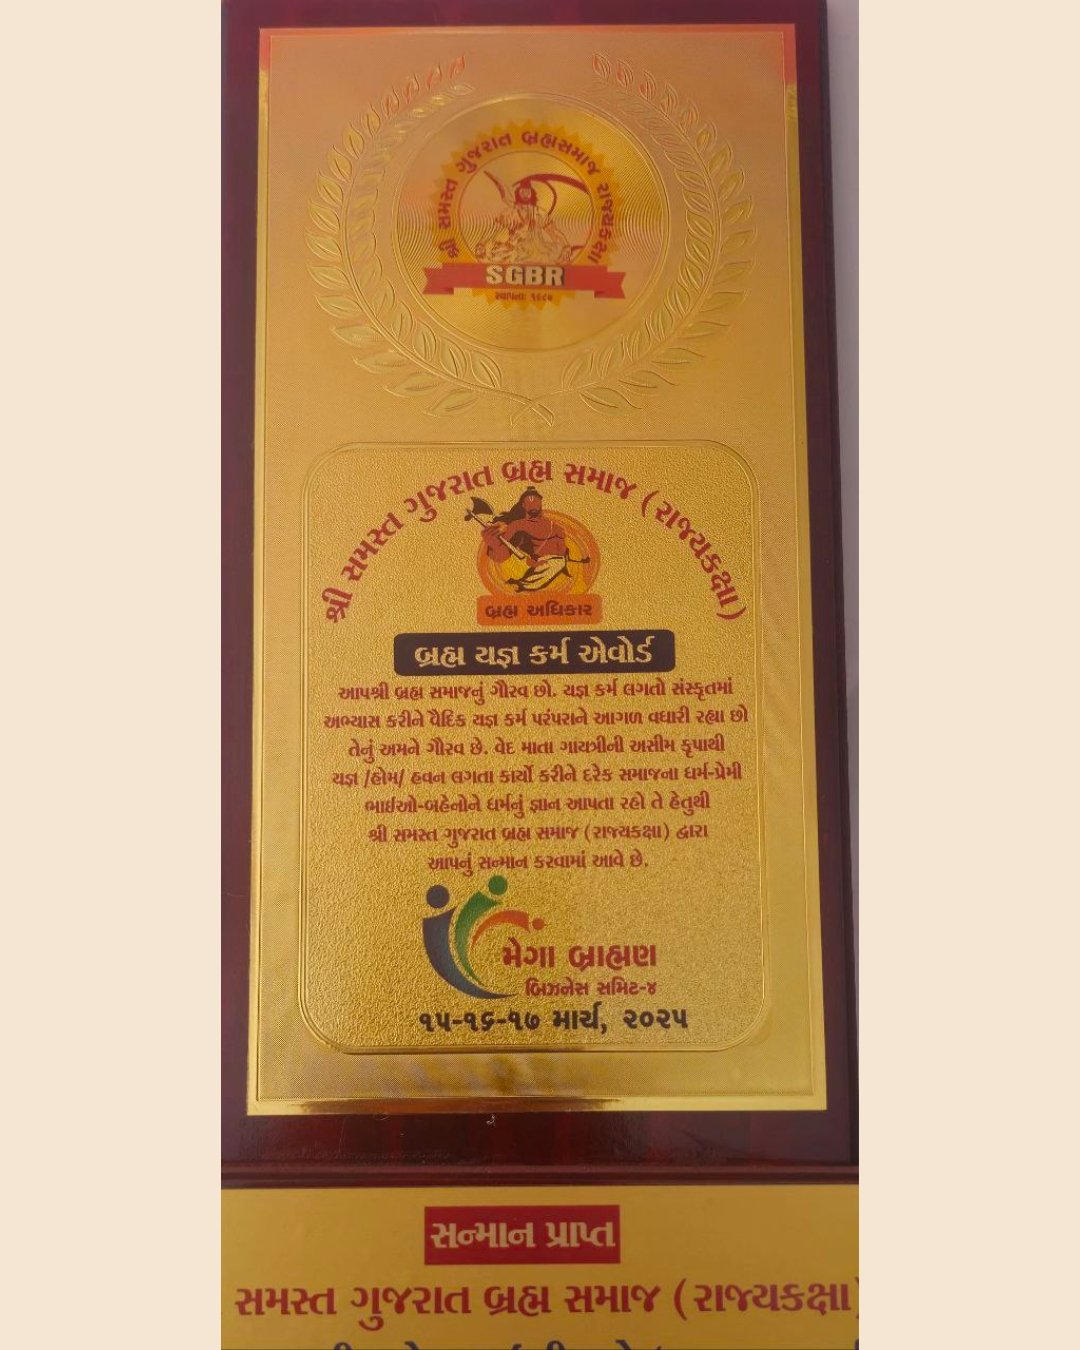 શ્રી સમસ્ત ગુજરાત બ્રહ્મસમાજ રાજ્યકક્ષા
SGBR
સ્થાપના: ૧૯૮૫
શ્રી સમસ્ત ગુજરાત બ્રહ્મ સમાજ (રાજ્યકક્ષા)
બ્રહ્મ અધિકાર
બ્રહ્મ યજ્ઞ કર્મ એવોર્ડ
આપશ્રી બ્રહ્મ સમાજનું ગૌરવ છો. યજ્ઞ કર્મ લગતો સંસ્કૃતમાં
અભ્યાસ કરીને વૈદિક યજ્ઞ કર્મ પરંપરાને આગળ વધારી રહ્યા છો
તેનું અમને ગૌરવ છે. વેદ માતા ગાયત્રીની અસીમ કૃપાથી
યજ્ઞ /હોમ/ હવન લગતા કાર્યો કરીને દરેક સમાજના ધર્મ-પ્રેમી
ભાઈઓ-બહેનોને ધર્મનું જ્ઞાન આપતા રહો તે હેતુથી
શ્રી સમસ્ત ગુજરાત બ્રહ્મ સમાજ (રાજ્યકક્ષા) દ્વારા
આપનું સન્માન કરવામાં આવે છે.
મેગા બ્રાહ્મણ
બિઝનેસ સમિટ-૪
૧૫-૧૬-૧૭ માર્ચ, ૨૦૨૫
સન્માન પ્રાપ્ત
સમસ્ત ગુજરાત બ્રહ્મ સમાજ (રાજ્યકક્ષા)